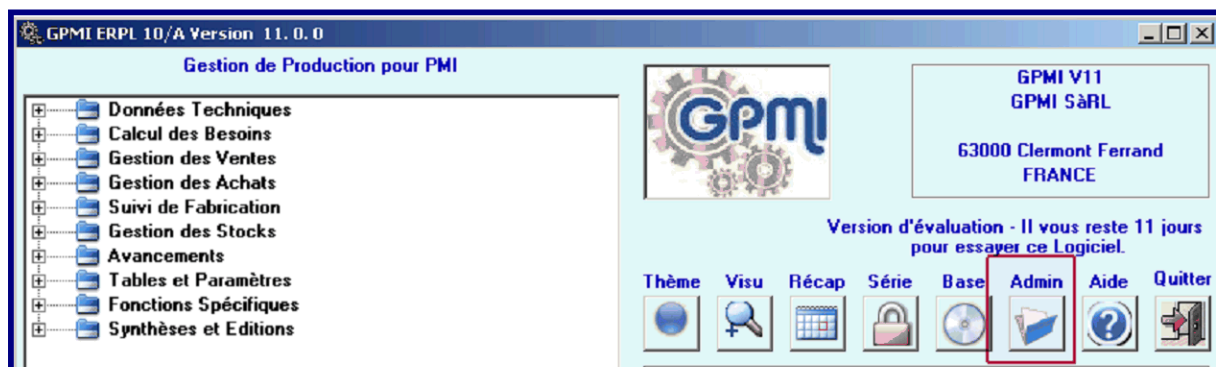 GPMI ERPL 10/A Version 11. 0. 0
Gestion de Production pour PMI
Données Techniques
Calcul des Besoins
Gestion des Ventes
Gestion des Achats
Suivi de Fabrication
Gestion des Stocks
Avancements
Tables et Paramètres
Fonctions Spécifiques
Synthèses et Editions
GPMI
GPMI V11
GPMI SàRL
63000 Clermont Ferrand
FRANCE
Version d'évaluation - Il vous reste 11 jours
pour essayer ce Logiciel.
Thème Visu Récap Série Base Admin Aide Quitter